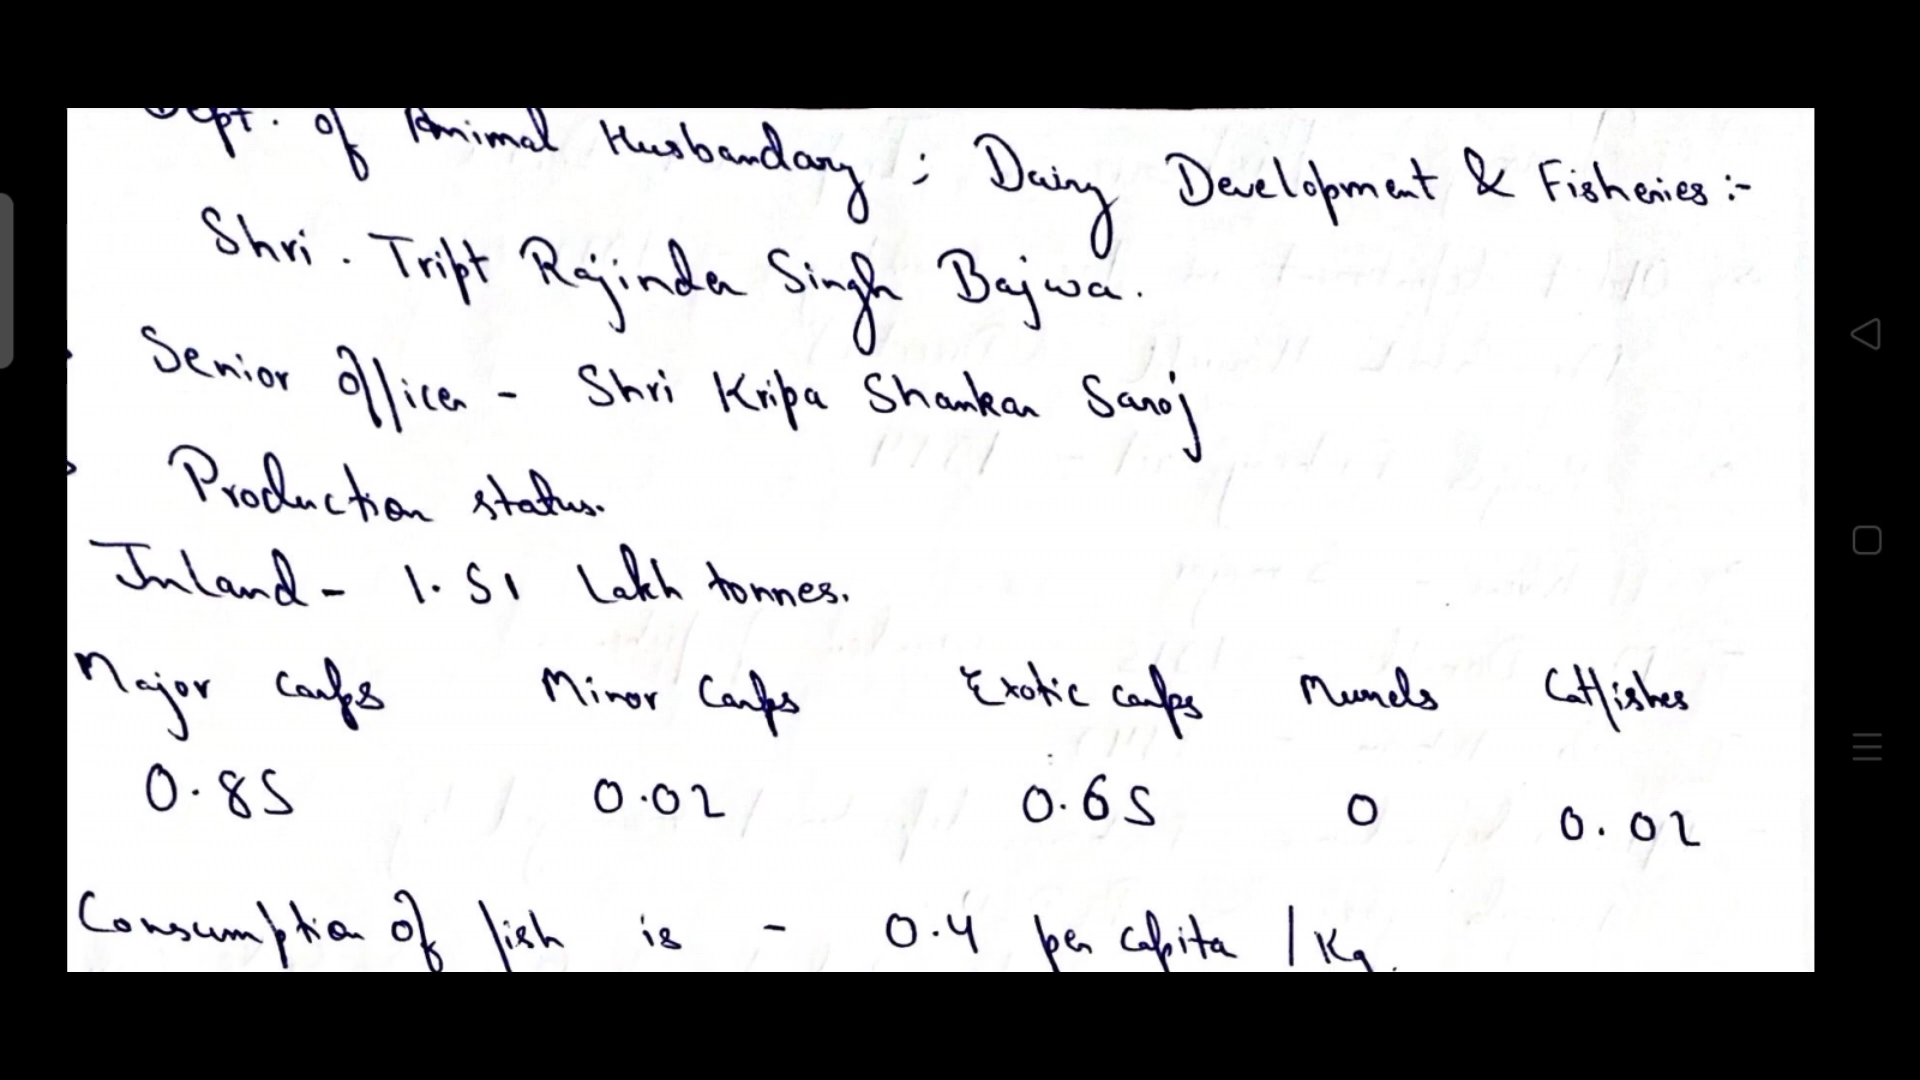 Dept. of Animal Husbandary ; Dairy Development & Fisheries :-
Shri . Tript Rajinder Singh Bajwa.
Senior officer - Shri Kripa Shankar Saroj
Production status.
Inland - 1.51 Lakh tonnes.
Major carps Minor Carps Exotic carps Murrels Catfishes
0.85 0.02 0.65 0 0.02
Consumption of fish is - 0.4 per capita / Kg.